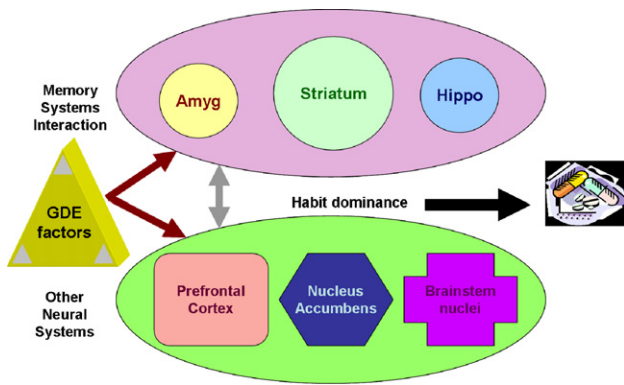 Memory
Systems
Interaction
Amyg
Striatum
Hippo
GDE
factors
Habit dominance
Other
Neural
Systems
Prefrontal
Cortex
Nucleus
Accumbens
Brainstem
nuclei